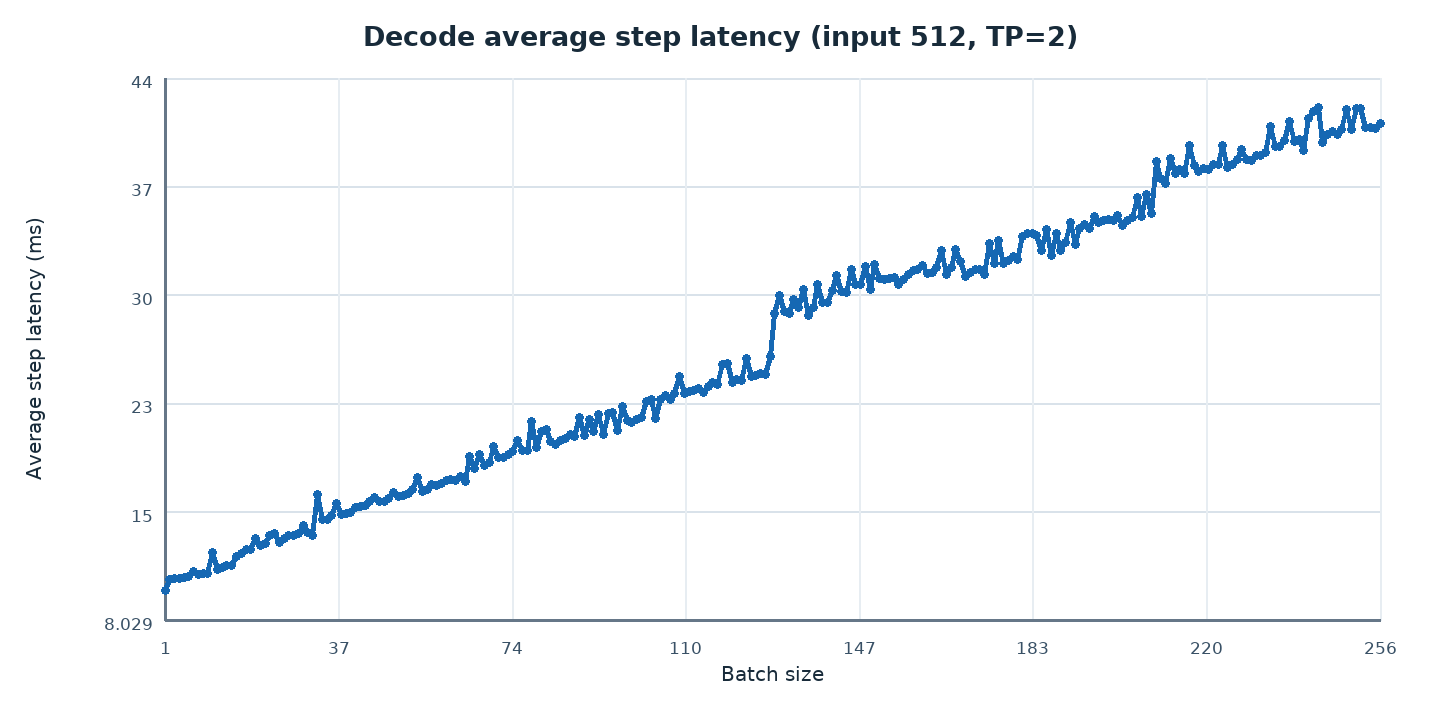 Decode average step latency (input 512, TP=2)
Average step latency (ms)
44
37
30
23
15
8.029
1 37 74 110 147 183 220 256
Batch size